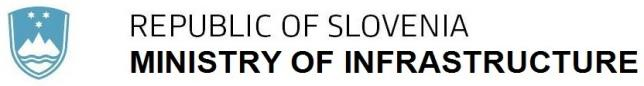 REPUBLIC OF SLOVENIA
MINISTRY OF INFRASTRUCTURE